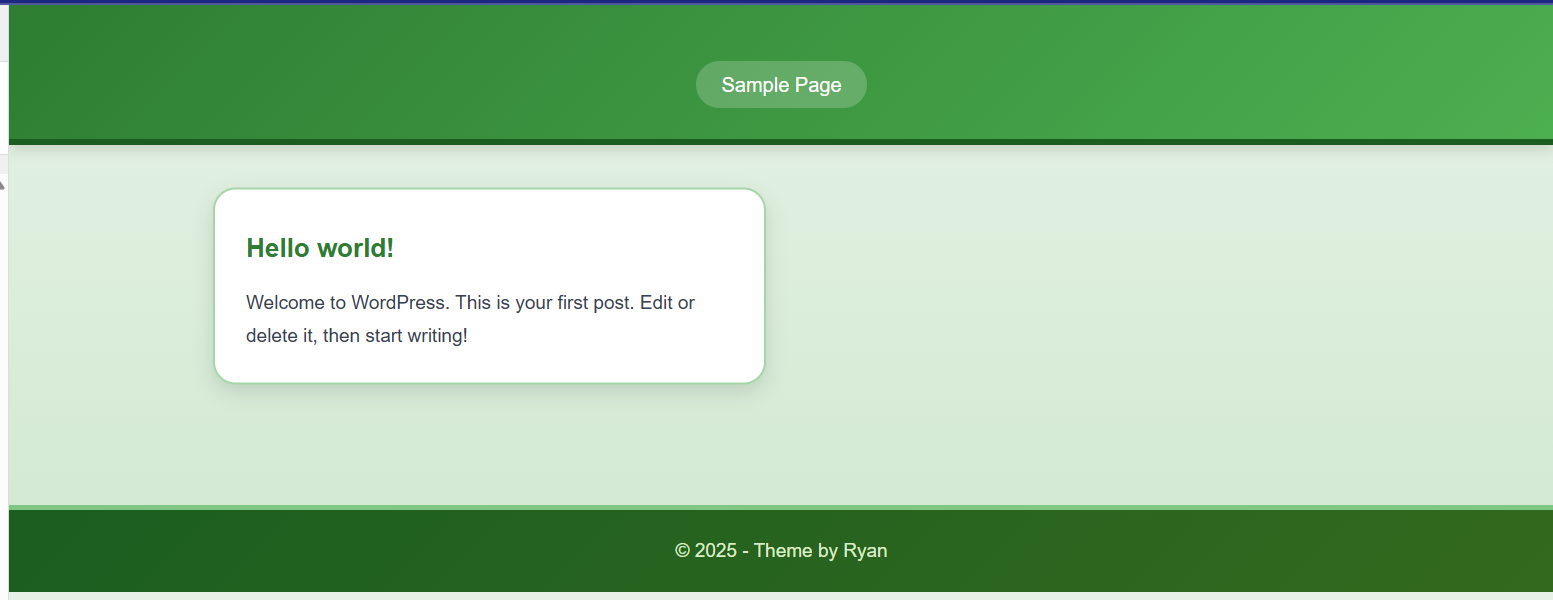 Sample Page
Hello world!
Welcome to WordPress. This is your first post. Edit or
delete it, then start writing!
© 2025 - Theme by Ryan